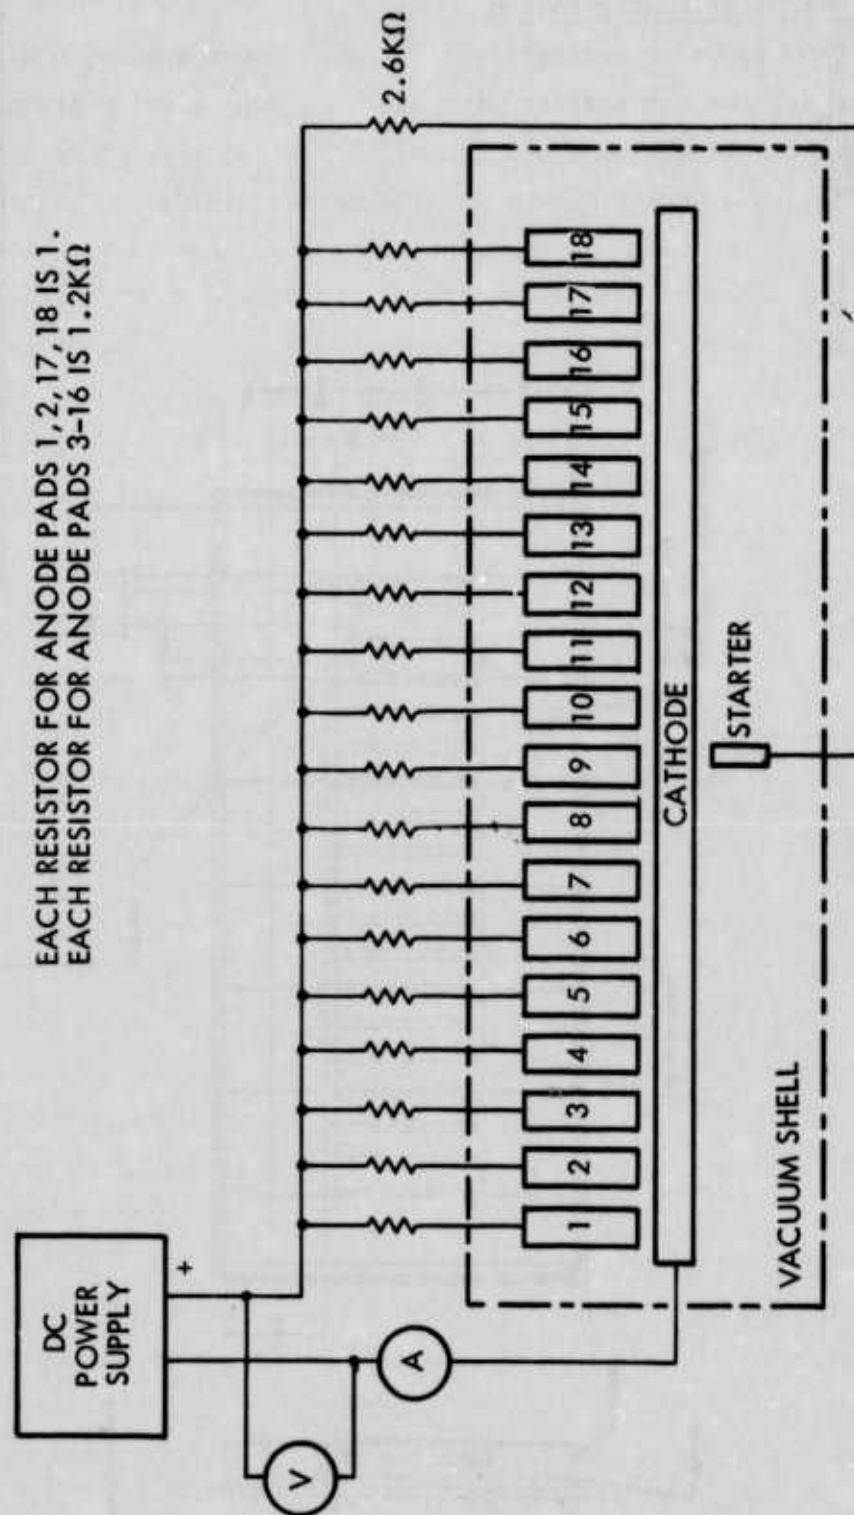 EACH RESISTOR FOR ANODE PADS 1,2,17,18 IS 1.
EACH RESISTOR FOR ANODE PADS 3-16 IS 1.2KΩ
DC
POWER
SUPPLY
+
V
A
2.6KΩ
1 2 3 4 5 6 7 8 9 10 11 12 13 14 15 16 17 18
CATHODE
STARTER
VACUUM SHELL